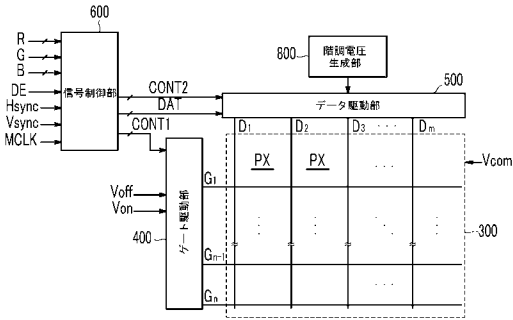 600
R
G
B
DE
Hsync
Vsync
MCLK
信号制御部
CONT2
DAT
CONT1
800
階調電圧
生成部
500
データ駆動部
D1 D2 D3 ··· Dm
PX PX ···
Vcom
Voff
Von
400
ゲート駆動部
G1
Gn-1
Gn
300